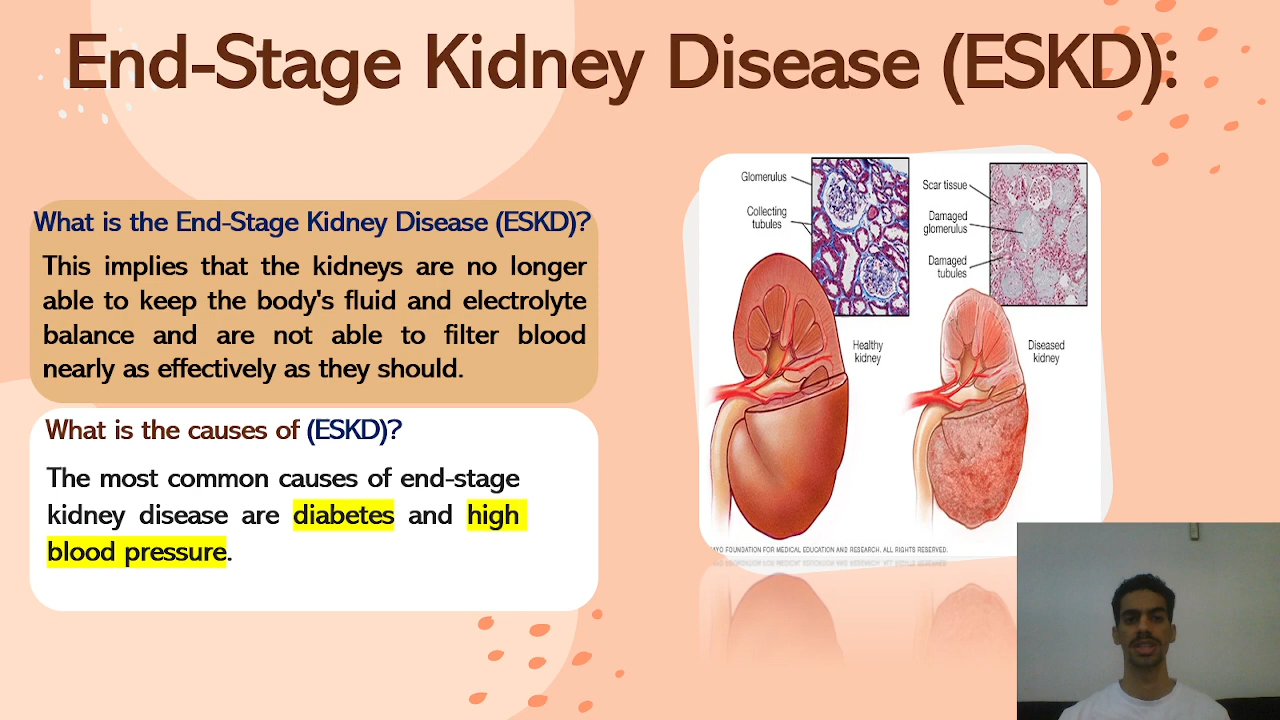 End-Stage Kidney Disease (ESKD):
What is the End-Stage Kidney Disease (ESKD)?
This implies that the kidneys are no longer
able to keep the body's fluid and electrolyte
balance and are not able to filter blood
nearly as effectively as they should.
What is the causes of (ESKD)?
The most common causes of end-stage
kidney disease are diabetes and high
blood pressure.
Glomerulus
Collecting
tubules
Scar tissue
Damaged
glomerulus
Damaged
tubules
Healthy
kidney
Diseased
kidney
FOUNDATION FOR MEDICAL EDUCATION AND RESEARCH. ALL RIGHTS RESERVED.